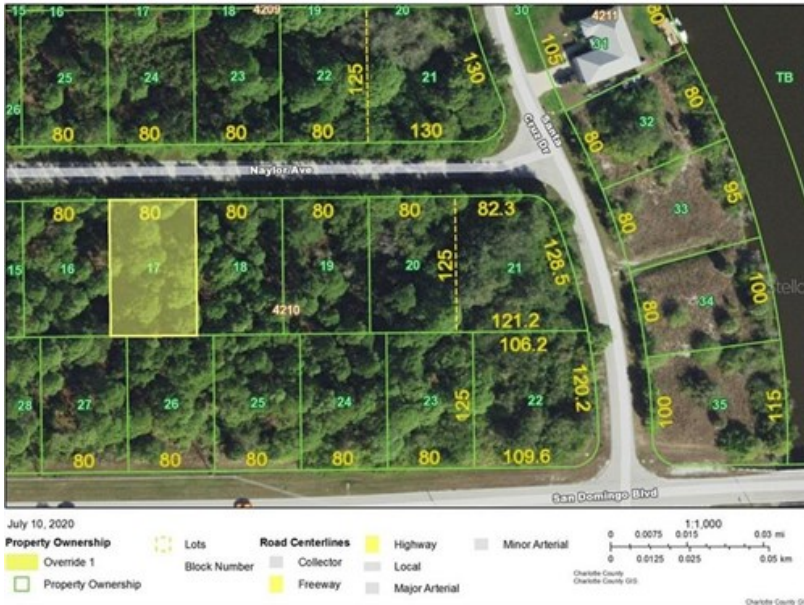 15 16 17 18 4209 19 20 30 4211 80
25 24 23 22 125 21 130 105 31 TB
26 80 80 80 80 130 80 32 80
Santa
Cruz Dr
Naylor Ave
80 80 80 80 80 82.3 80 33 95
15 16 17 18 19 20 125 21 128.5
4210 80 34 100
121.2
106.2
28 27 26 25 24 23 125 22 120.2 100 35 115
80 80 80 80 80 109.6
San Domingo Blvd
July 10, 2020
Property Ownership
Override 1
Property Ownership
Lots
Block Number
Road Centerlines
Collector
Freeway
Highway
Local
Major Arterial
Minor Arterial
1:1,000
0 0.0075 0.015 0.03 mi
0 0.0125 0.025 0.05 km
Charlotte County
Charlotte County GIS
Charlotte County